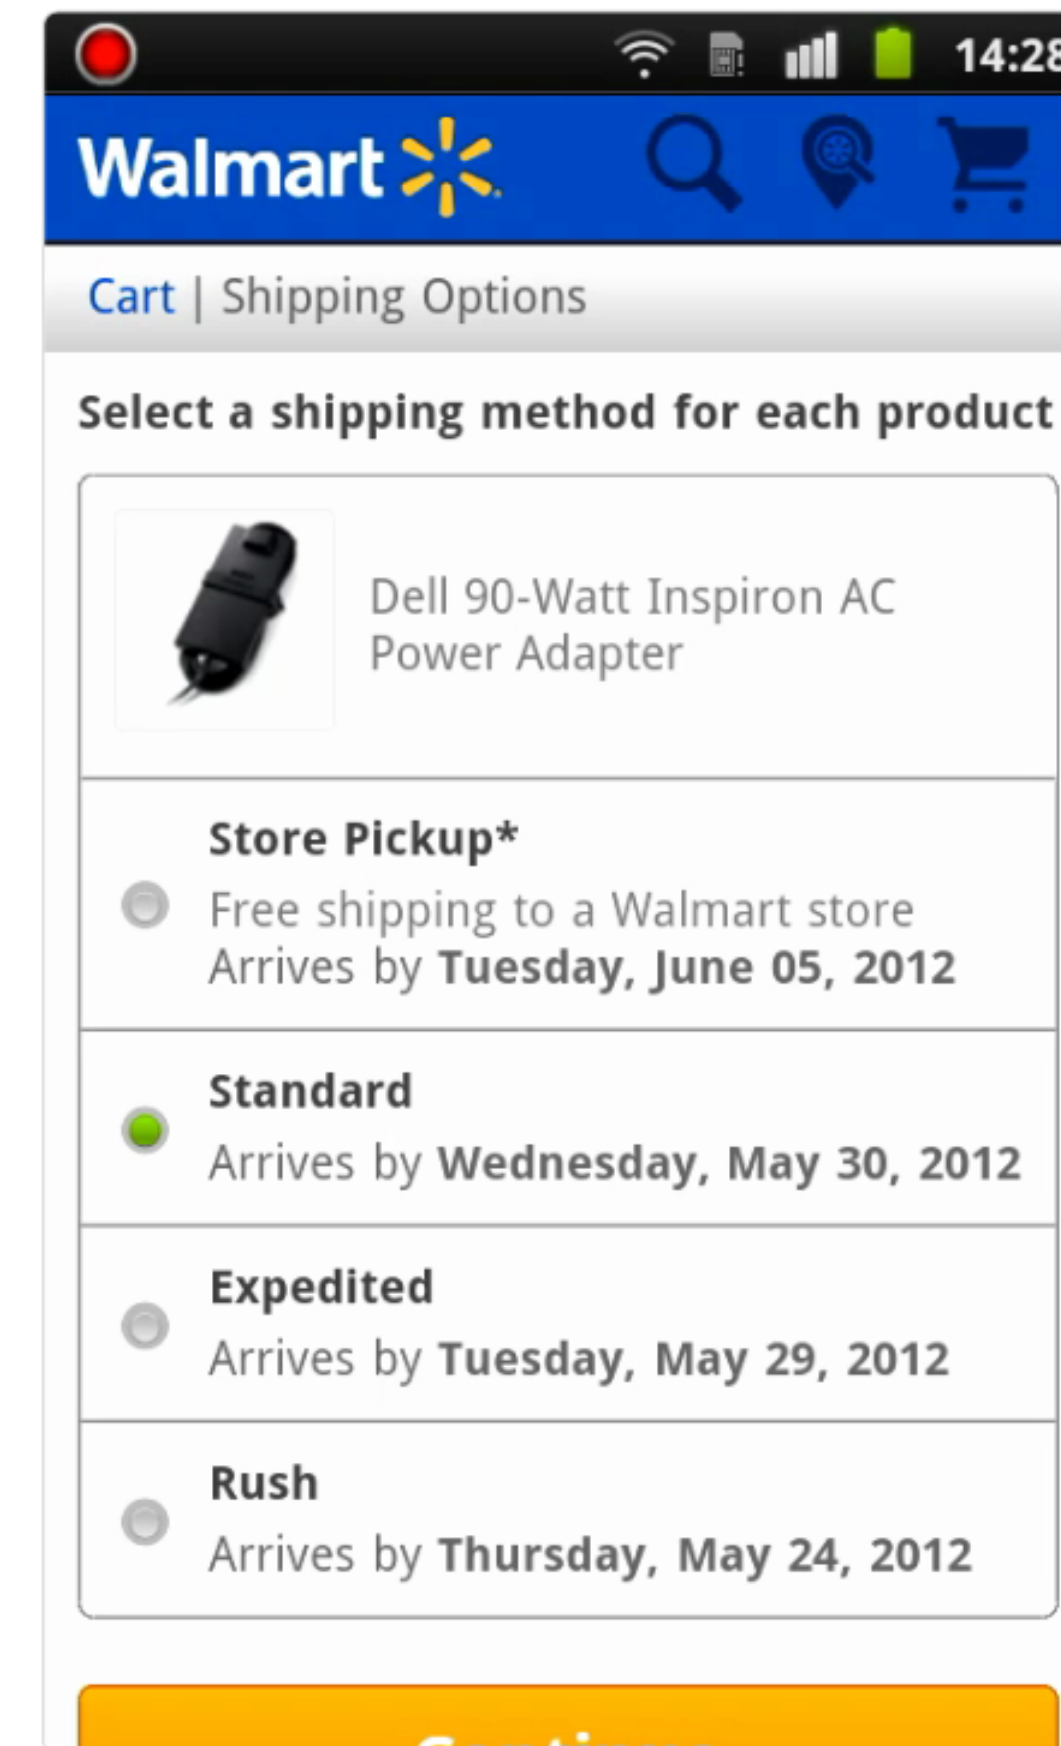 14:28
Walmart
Cart | Shipping Options
Select a shipping method for each product
Dell 90-Watt Inspiron AC
Power Adapter
Store Pickup*
Free shipping to a Walmart store
Arrives by Tuesday, June 05, 2012
Standard
Arrives by Wednesday, May 30, 2012
Expedited
Arrives by Tuesday, May 29, 2012
Rush
Arrives by Thursday, May 24, 2012